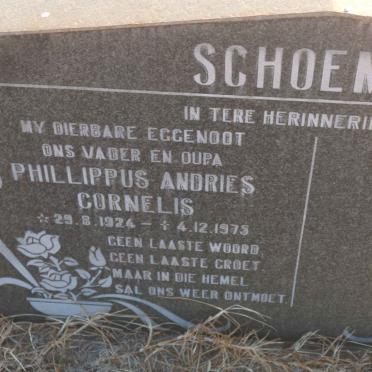 SCHOEM
IN TERE HERINNERI
MY DIERBARE EGGENOOT
ONS VADER EN OUPA
PHILLIPPUS ANDRIES
CORNELIS
☆ 29.8.1924 – ✝ 4.12.1975
GEEN LAASTE WOORD
GEEN LAASTE GROET
MAAR IN DIE HEMEL
SAL ONS WEER ONTMOET.